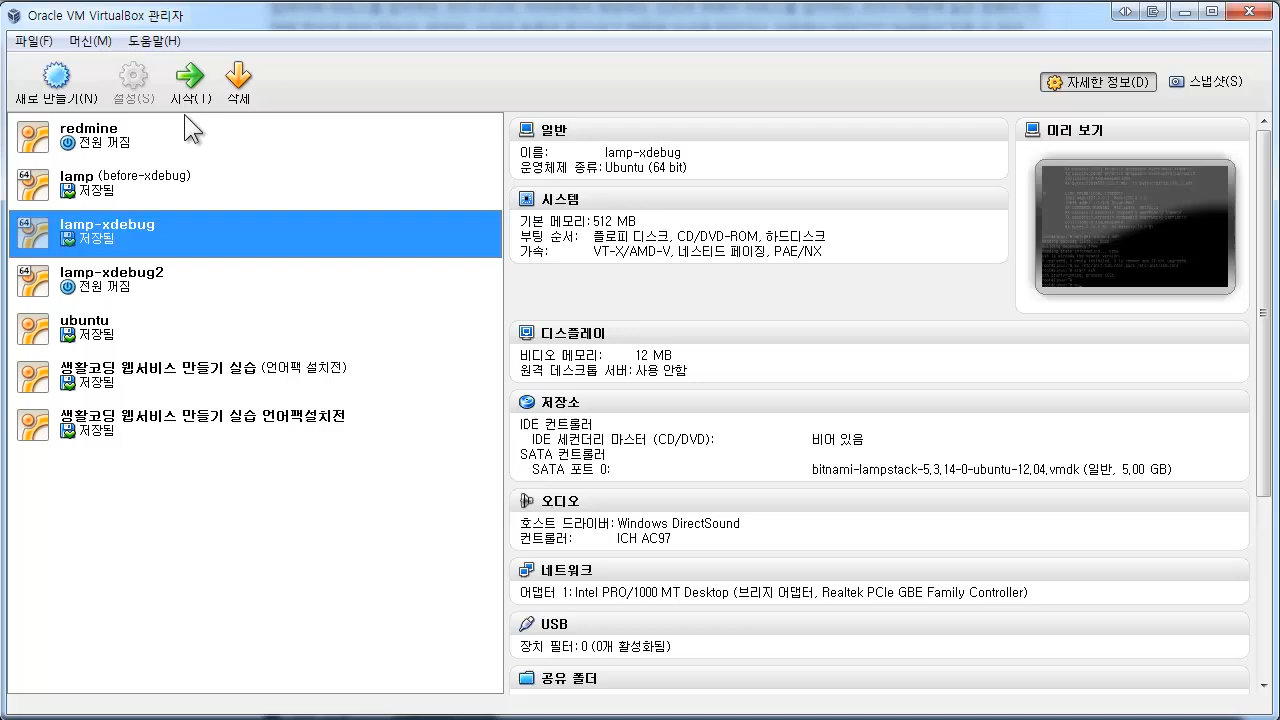 Oracle VM VirtualBox 관리자
파일(F) 머신(M) 도움말(H)
새로 만들기(N) 설정(S) 시작(T) 삭제
자세한 정보(D) 스냅샷(S)
redmine
전원 꺼짐
64
lamp (before-xdebug)
저장됨
64
lamp-xdebug
저장됨
64
lamp-xdebug2
전원 꺼짐
ubuntu
저장됨
생활코딩 웹서비스 만들기 실습 (언어팩 설치전)
저장됨
생활코딩 웹서비스 만들기 실습 언어팩설치전
저장됨
일반
이름: lamp-xdebug
운영체제 종류: Ubuntu (64 bit)
시스템
기본 메모리: 512 MB
부팅 순서: 플로피 디스크, CD/DVD-ROM, 하드디스크
가속: VT-x/AMD-V, 네스티드 페이징, PAE/NX
미리 보기
디스플레이
비디오 메모리: 12 MB
원격 데스크톱 서버: 사용 안함
저장소
IDE 컨트롤러
IDE 세컨더리 마스터 (CD/DVD): 비어 있음
SATA 컨트롤러
SATA 포트 0: bitnami-lampstack-5.3.14-0-ubuntu-12.04.vmdk (일반, 5.00 GB)
오디오
호스트 드라이버: Windows DirectSound
컨트롤러: ICH AC97
네트워크
어댑터 1: Intel PRO/1000 MT Desktop (브리지 어댑터, Realtek PCIe GBE Family Controller)
USB
장치 필터: 0 (0개 활성화됨)
공유 폴더